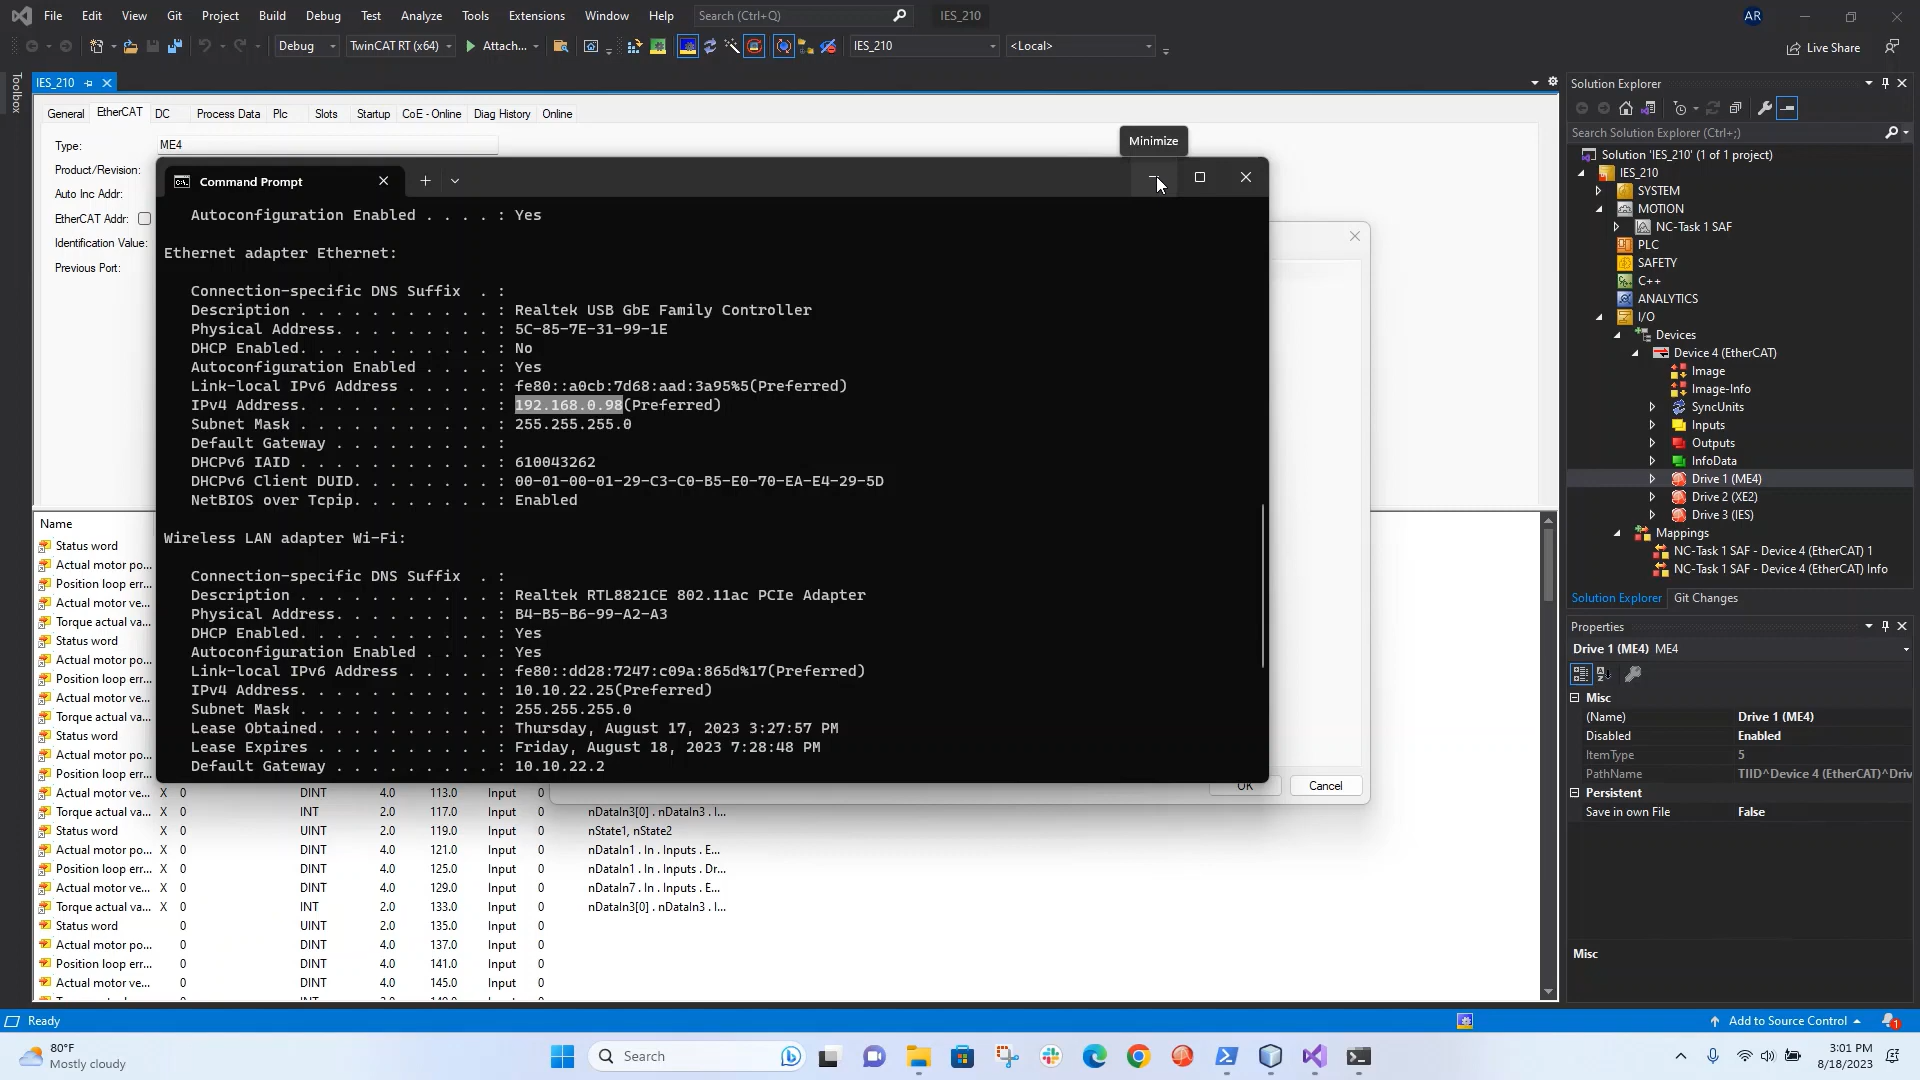 File Edit View Git Project Build Debug Test Analyze Tools Extensions Window Help Search (Ctrl+Q) IES_210 AR
Debug TwinCAT RT (x64) Attach... IES_210 <Local> Live Share
Toolbox
IES_210
General EtherCAT DC Process Data Plc Slots Startup CoE - Online Diag History Online
Type: ME4
Product/Revision:
Auto Inc Addr:
EtherCAT Addr:
Identification Value:
Previous Port:
Minimize
Command Prompt
Autoconfiguration Enabled . . . . : Yes
Ethernet adapter Ethernet:
Connection-specific DNS Suffix . :
Description . . . . . . . . . . . : Realtek USB GbE Family Controller
Physical Address. . . . . . . . . : 5C-85-7E-31-99-1E
DHCP Enabled. . . . . . . . . . . : No
Autoconfiguration Enabled . . . . : Yes
Link-local IPv6 Address . . . . . : fe80::a0cb:7d68:aad:3a95%5(Preferred)
IPv4 Address. . . . . . . . . . . : 192.168.0.98(Preferred)
Subnet Mask . . . . . . . . . . . : 255.255.255.0
Default Gateway . . . . . . . . . :
DHCPv6 IAID . . . . . . . . . . . : 610043262
DHCPv6 Client DUID. . . . . . . . : 00-01-00-01-29-C3-C0-B5-E0-70-EA-E4-29-5D
NetBIOS over Tcpip. . . . . . . . : Enabled
Wireless LAN adapter Wi-Fi:
Connection-specific DNS Suffix . :
Description . . . . . . . . . . . : Realtek RTL8821CE 802.11ac PCIe Adapter
Physical Address. . . . . . . . . : B4-B5-B6-99-A2-A3
DHCP Enabled. . . . . . . . . . . : Yes
Autoconfiguration Enabled . . . . : Yes
Link-local IPv6 Address . . . . . : fe80::dd28:7247:c09a:865d%17(Preferred)
IPv4 Address. . . . . . . . . . . : 10.10.22.25(Preferred)
Subnet Mask . . . . . . . . . . . : 255.255.255.0
Lease Obtained. . . . . . . . . . : Thursday, August 17, 2023 3:27:57 PM
Lease Expires . . . . . . . . . . : Friday, August 18, 2023 7:28:48 PM
Default Gateway . . . . . . . . . : 10.10.22.2
OK Cancel
Name
Status word
Actual motor po...
Position loop err...
Actual motor ve...
Torque actual va...
Status word
Actual motor po...
Position loop err...
Actual motor ve...
Torque actual va...
Status word
Actual motor po...
Position loop err...
Actual motor ve... X 0 DINT 4.0 113.0 Input 0
Torque actual va... X 0 INT 2.0 117.0 Input 0 nDataIn3[0] . nDataIn3 . I...
Status word X 0 UINT 2.0 119.0 Input 0 nState1, nState2
Actual motor po... X 0 DINT 4.0 121.0 Input 0 nDataIn1 . In . Inputs . E...
Position loop err... X 0 DINT 4.0 125.0 Input 0 nDataIn1 . In . Inputs . Dr...
Actual motor ve... X 0 DINT 4.0 129.0 Input 0 nDataIn7 . In . Inputs . E...
Torque actual va... X 0 INT 2.0 133.0 Input 0 nDataIn3[0] . nDataIn3 . I...
Status word 0 UINT 2.0 135.0 Input 0
Actual motor po... 0 DINT 4.0 137.0 Input 0
Position loop err... 0 DINT 4.0 141.0 Input 0
Actual motor ve... 0 DINT 4.0 145.0 Input 0
Solution Explorer
Search Solution Explorer (Ctrl+;)
Solution 'IES_210' (1 of 1 project)
IES_210
SYSTEM
MOTION
NC-Task 1 SAF
PLC
SAFETY
C++
ANALYTICS
I/O
Devices
Device 4 (EtherCAT)
Image
Image-Info
SyncUnits
Inputs
Outputs
InfoData
Drive 1 (ME4)
Drive 2 (XE2)
Drive 3 (IES)
Mappings
NC-Task 1 SAF - Device 4 (EtherCAT) 1
NC-Task 1 SAF - Device 4 (EtherCAT) Info
Solution Explorer Git Changes
Properties
Drive 1 (ME4) ME4
Misc
(Name) Drive 1 (ME4)
Disabled Enabled
ItemType 5
PathName TIID^Device 4 (EtherCAT)^Driv
Persistent
Save in own File False
Misc
Ready Add to Source Control 1
80°F
Mostly cloudy
Search
3:01 PM
8/18/2023